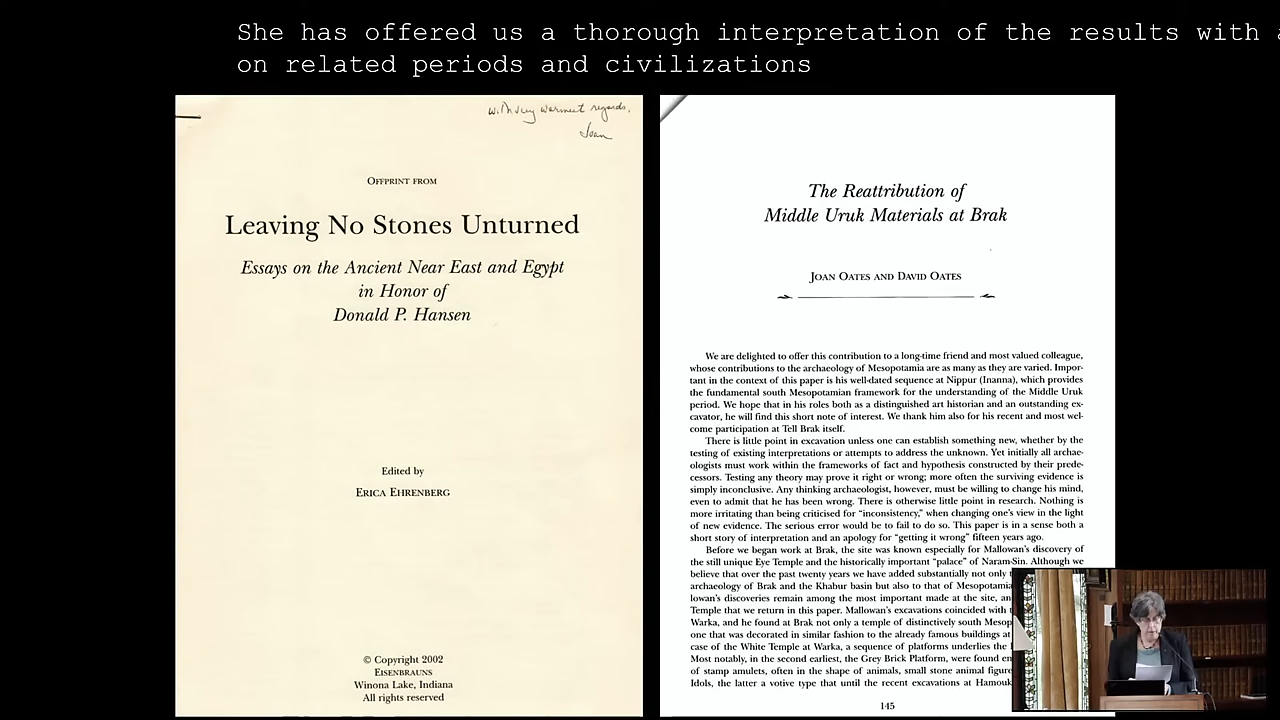 She has offered us a thorough interpretation of the results with
on related periods and civilizations
with very warmest regards,
Joan
OFFPRINT FROM
Leaving No Stones Unturned
Essays on the Ancient Near East and Egypt
in Honor of
Donald P. Hansen
Edited by
ERICA EHRENBERG
© Copyright 2002
EISENBRAUNS
Winona Lake, Indiana
All rights reserved
The Reattribution of
Middle Uruk Materials at Brak
JOAN OATES AND DAVID OATES
We are delighted to offer this contribution to a long-time friend and most valued colleague,
whose contributions to the archaeology of Mesopotamia are as many as they are varied. Impor-
tant in the context of this paper is his well-dated sequence at Nippur (Inanna), which provides
the fundamental south Mesopotamian framework for the understanding of the Middle Uruk
period. We hope that in his roles both as a distinguished art historian and an outstanding ex-
cavator, he will find this short note of interest. We thank him also for his recent and most wel-
come participation at Tell Brak itself.
There is little point in excavation unless one can establish something new, whether by the
testing of existing interpretations or attempts to address the unknown. Yet initially all archae-
ologists must work within the frameworks of fact and hypothesis constructed by their prede-
cessors. Testing any theory may prove it right or wrong; more often the surviving evidence is
simply inconclusive. Any thinking archaeologist, however, must be willing to change his mind,
even to admit that he has been wrong. There is otherwise little point in research. Nothing is
more irritating than being criticised for "inconsistency," when changing one's view in the light
of new evidence. The serious error would be to fail to do so. This paper is in a sense both a
short story of interpretation and an apology for "getting it wrong" fifteen years ago.
Before we began work at Brak, the site was known especially for Mallowan's discovery of
the still unique Eye Temple and the historically important "palace" of Naram-Sin. Although we
believe that over the past twenty years we have added substantially not only
archaeology of Brak and the Khabur basin but also to that of Mesopotamia
lowan's discoveries remain among the most important made at the site, an
Temple that we return in this paper. Mallowan's excavations coincided with
Warka, and he found at Brak not only a temple of distinctively south Mesop
one that was decorated in similar fashion to the already famous buildings at
case of the White Temple at Warka, a sequence of platforms underlies the
Most notably, in the second earliest, the Grey Brick Platform, were found en
of stamp amulets, often in the shape of animals, small stone animal figure
Idols, the latter a votive type that until the recent excavations at Hamouk
145